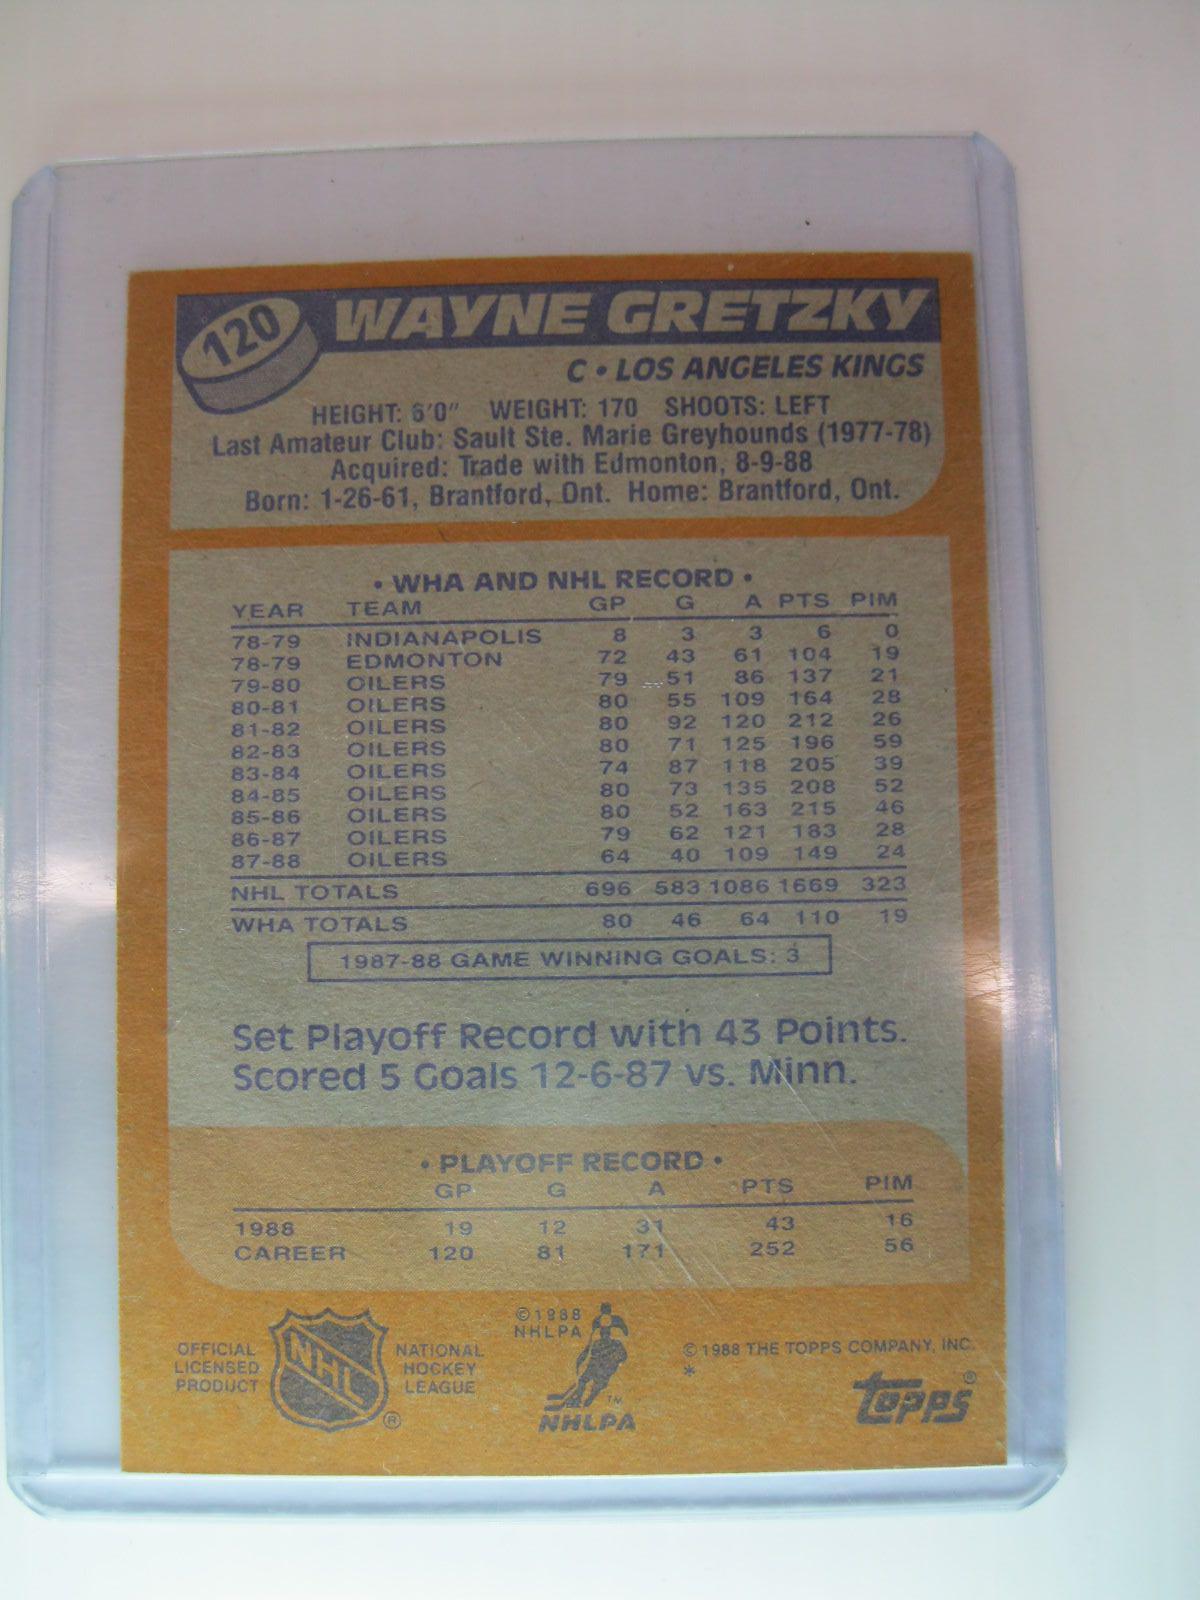 120
WAYNE GRETZKY
C • LOS ANGELES KINGS
HEIGHT: 6'0" WEIGHT: 170 SHOOTS: LEFT
Last Amateur Club: Sault Ste. Marie Greyhounds (1977-78)
Acquired: Trade with Edmonton, 8-9-88
Born: 1-26-61, Brantford, Ont. Home: Brantford, Ont.
• WHA AND NHL RECORD •
YEAR TEAM GP G A PTS PIM
78-79 INDIANAPOLIS 8 3 3 6 0
78-79 EDMONTON 72 43 61 104 19
79-80 OILERS 79 51 86 137 21
80-81 OILERS 80 55 109 164 28
81-82 OILERS 80 92 120 212 26
82-83 OILERS 80 71 125 196 59
83-84 OILERS 74 87 118 205 39
84-85 OILERS 80 73 135 208 52
85-86 OILERS 80 52 163 215 46
86-87 OILERS 79 62 121 183 28
87-88 OILERS 64 40 109 149 24
NHL TOTALS 696 583 1086 1669 323
WHA TOTALS 80 46 64 110 19
1987-88 GAME WINNING GOALS: 3
Set Playoff Record with 43 Points.
Scored 5 Goals 12-6-87 vs. Minn.
• PLAYOFF RECORD •
GP G A PTS PIM
1988 19 12 31 43 16
CAREER 120 81 171 252 56
OFFICIAL
LICENSED
PRODUCT
NHL
®
NATIONAL
HOCKEY
LEAGUE
©1988
NHLPA
™
NHLPA
©1988 THE TOPPS COMPANY, INC.
*
topps®